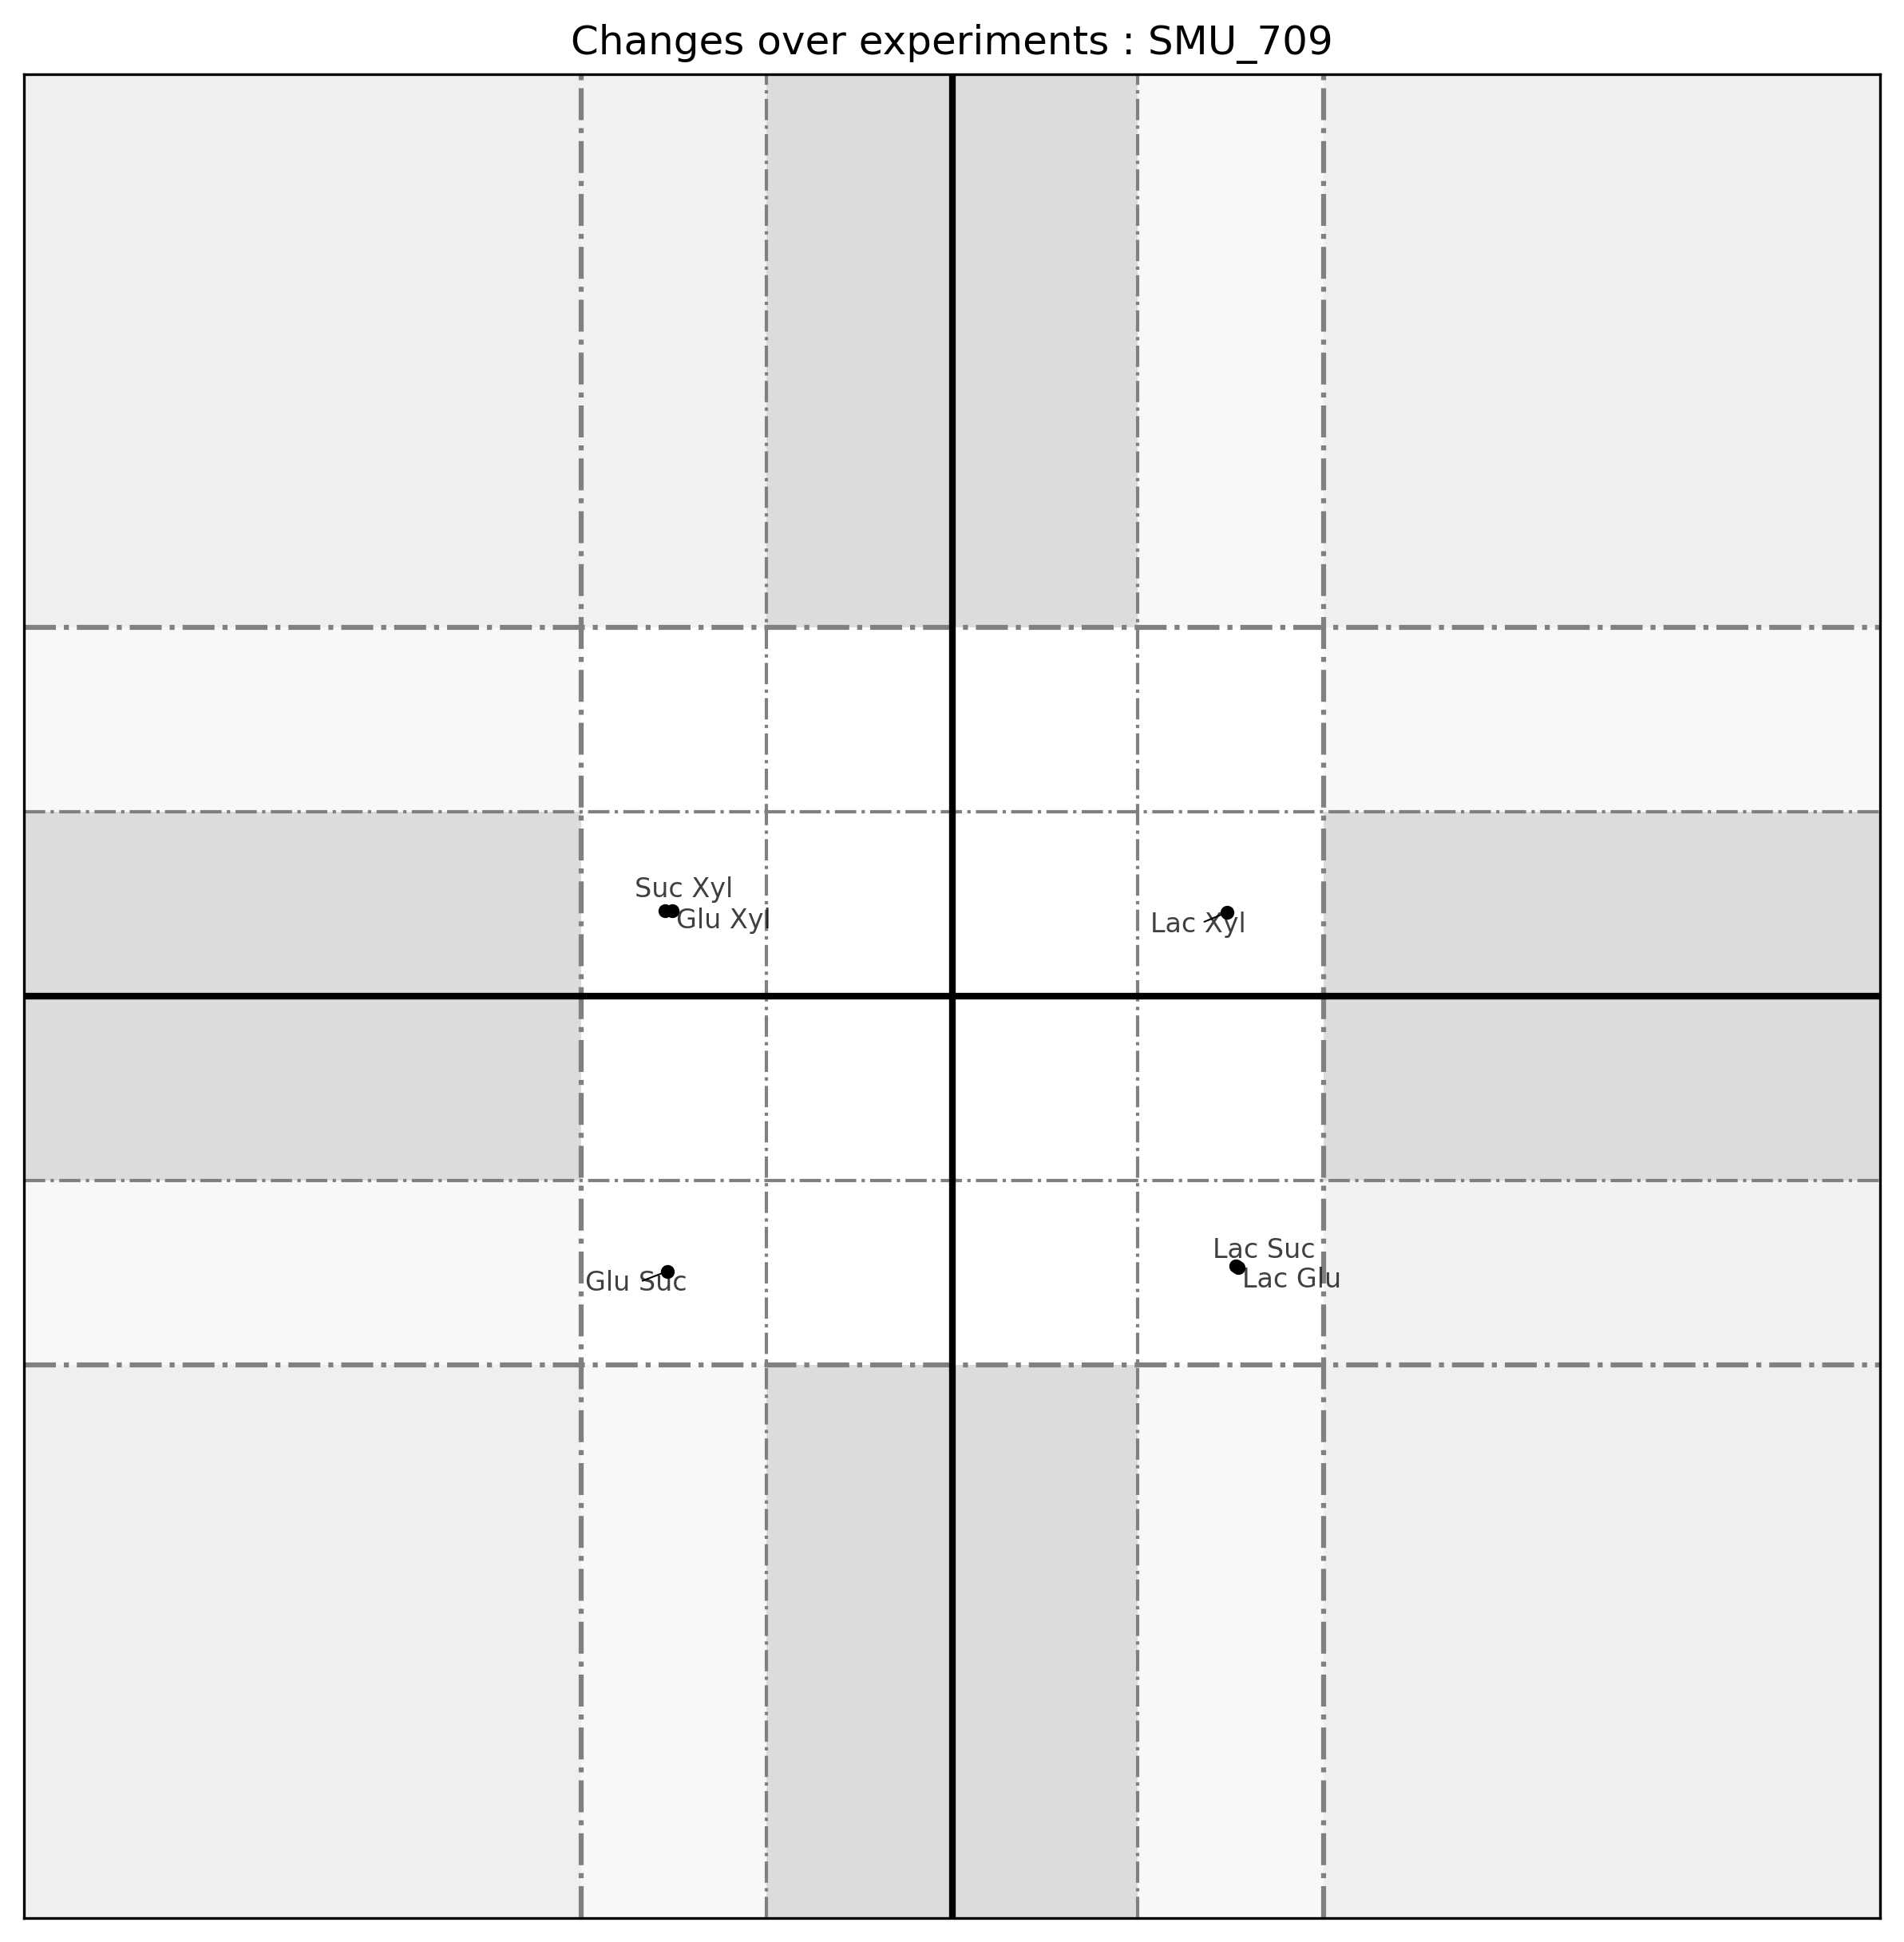 Changes over experiments : SMU_709
Suc Xyl
Glu Xyl
Lac Xyl
Lac Suc
Glu Suc
Lac Glu